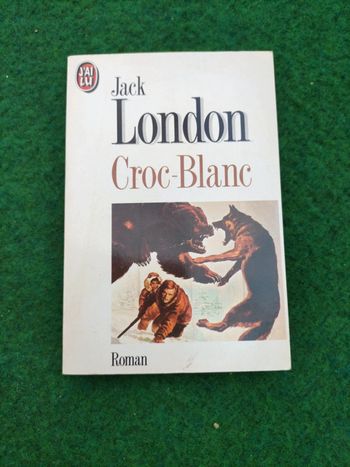 J'AI
LU
Jack
London
Croc-Blanc
Roman